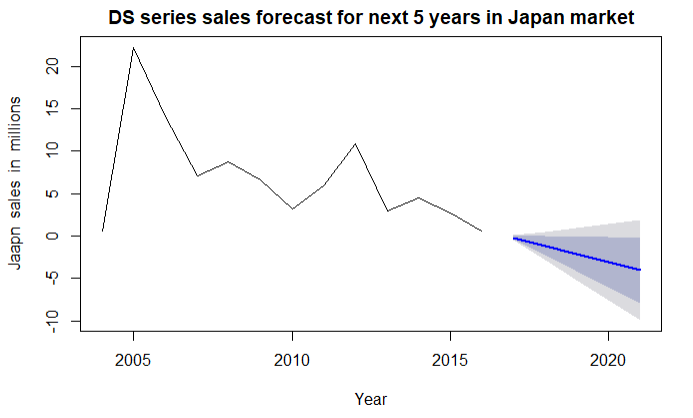 DS series sales forecast for next 5 years in Japan market
Jaapn sales in millions
20
15
10
5
0
-5
-10
2005 2010 2015 2020
Year